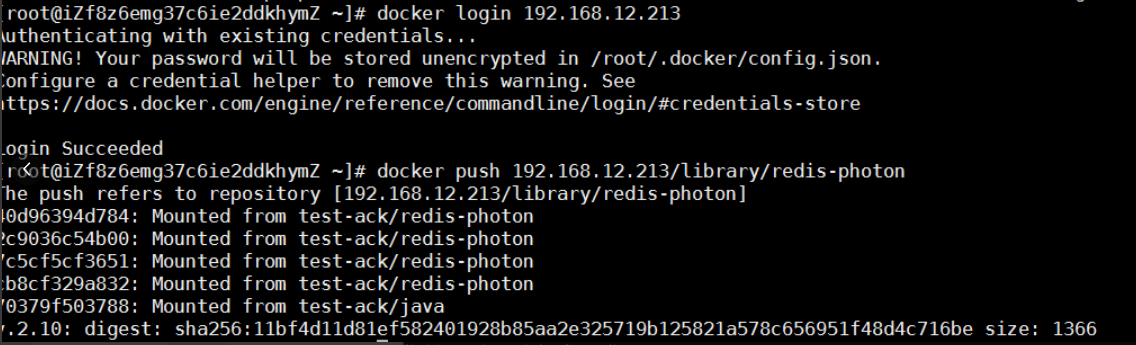 [root@iZf8z6emg37c6ie2ddkhymZ ~]# docker login 192.168.12.213
Authenticating with existing credentials...
WARNING! Your password will be stored unencrypted in /root/.docker/config.json.
Configure a credential helper to remove this warning. See
https://docs.docker.com/engine/reference/commandline/login/#credentials-store
Login Succeeded
[root@iZf8z6emg37c6ie2ddkhymZ ~]# docker push 192.168.12.213/library/redis-photon
The push refers to repository [192.168.12.213/library/redis-photon]
40d96394d784: Mounted from test-ack/redis-photon
2c9036c54b00: Mounted from test-ack/redis-photon
7c5cf5cf3651: Mounted from test-ack/redis-photon
cb8cf329a832: Mounted from test-ack/redis-photon
70379f503788: Mounted from test-ack/java
v.2.10: digest: sha256:11bf4d11d81ef582401928b85aa2e325719b125821a578c656951f48d4c716be size: 1366